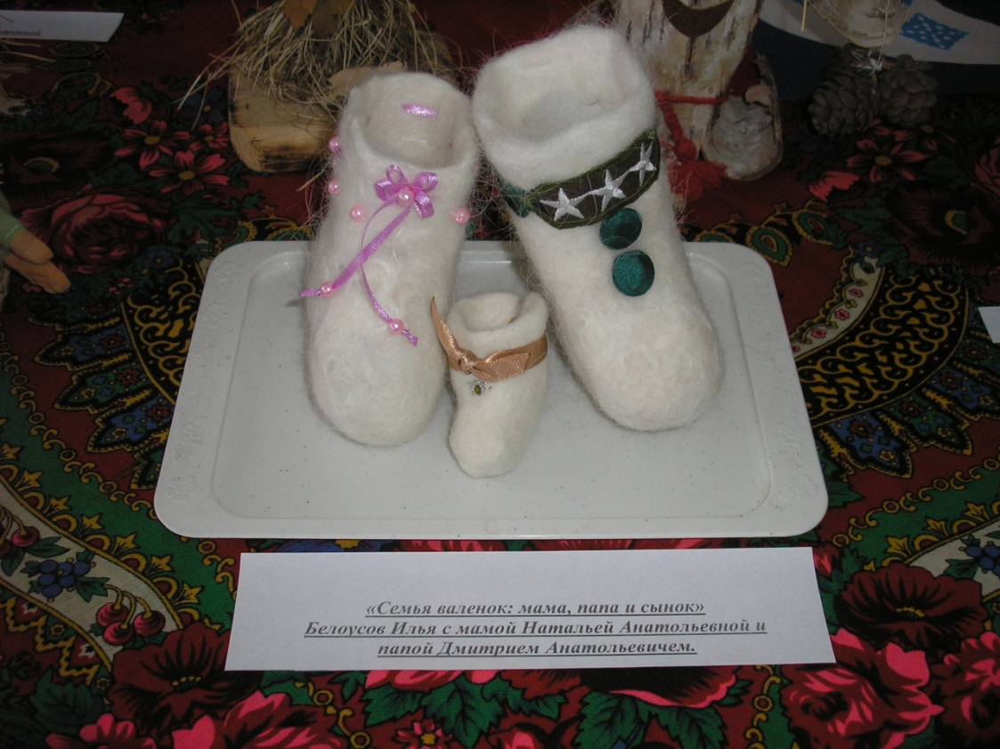 «Семья валенок: мама, папа и сынок»
Белоусов Илья с мамой Натальей Анатольевной и
папой Дмитрием Анатольевичем.